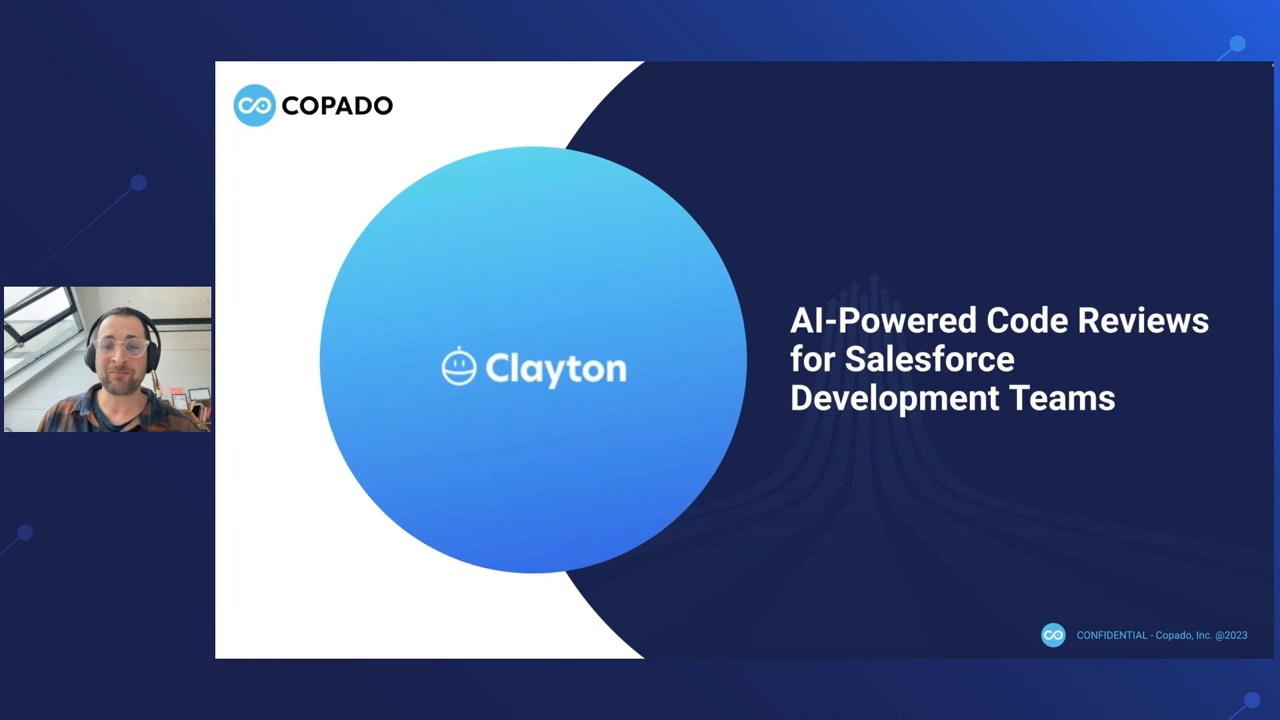 COPADO
Clayton
AI-Powered Code Reviews
for Salesforce
Development Teams
CONFIDENTIAL - Copado, Inc. @2023